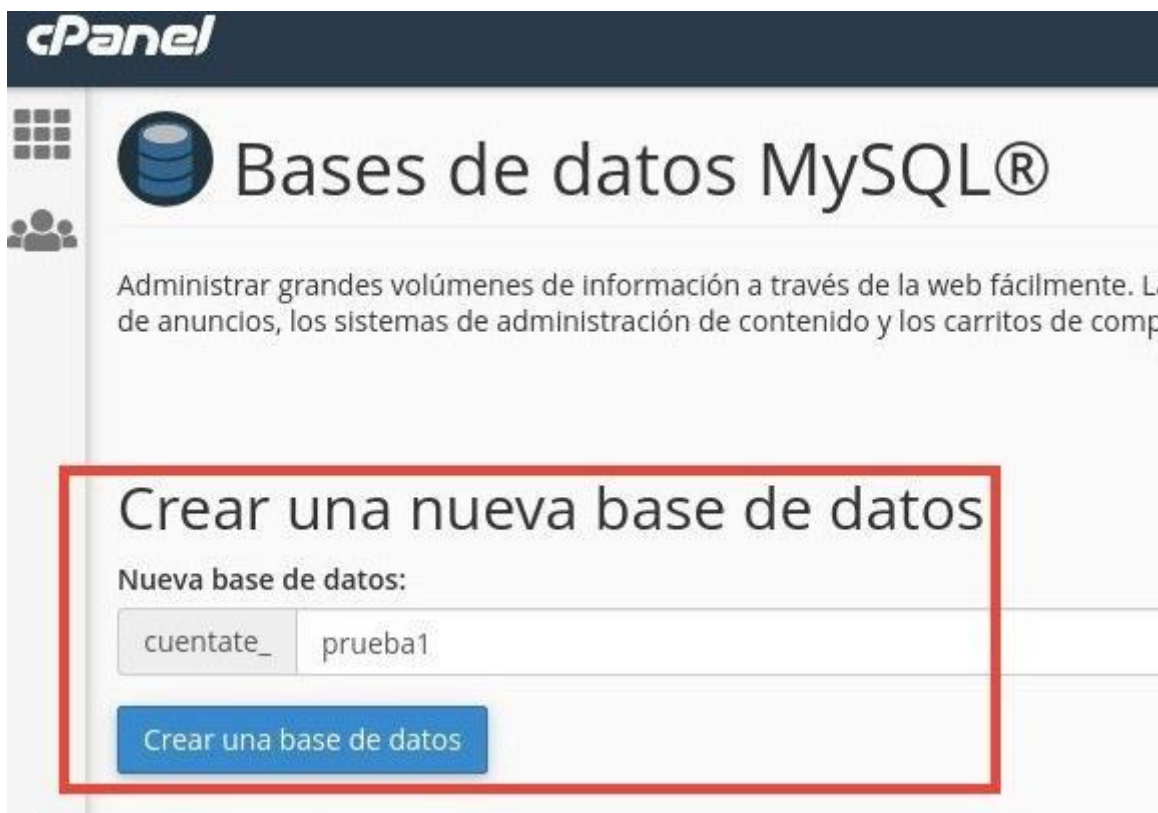 cPanel
Bases de datos MySQL®
Administrar grandes volúmenes de información a través de la web fácilmente.
de anuncios, los sistemas de administración de contenido y los carritos de
Crear una nueva base de datos
Nueva base de datos:
cuentate_ prueba1
Crear una base de datos